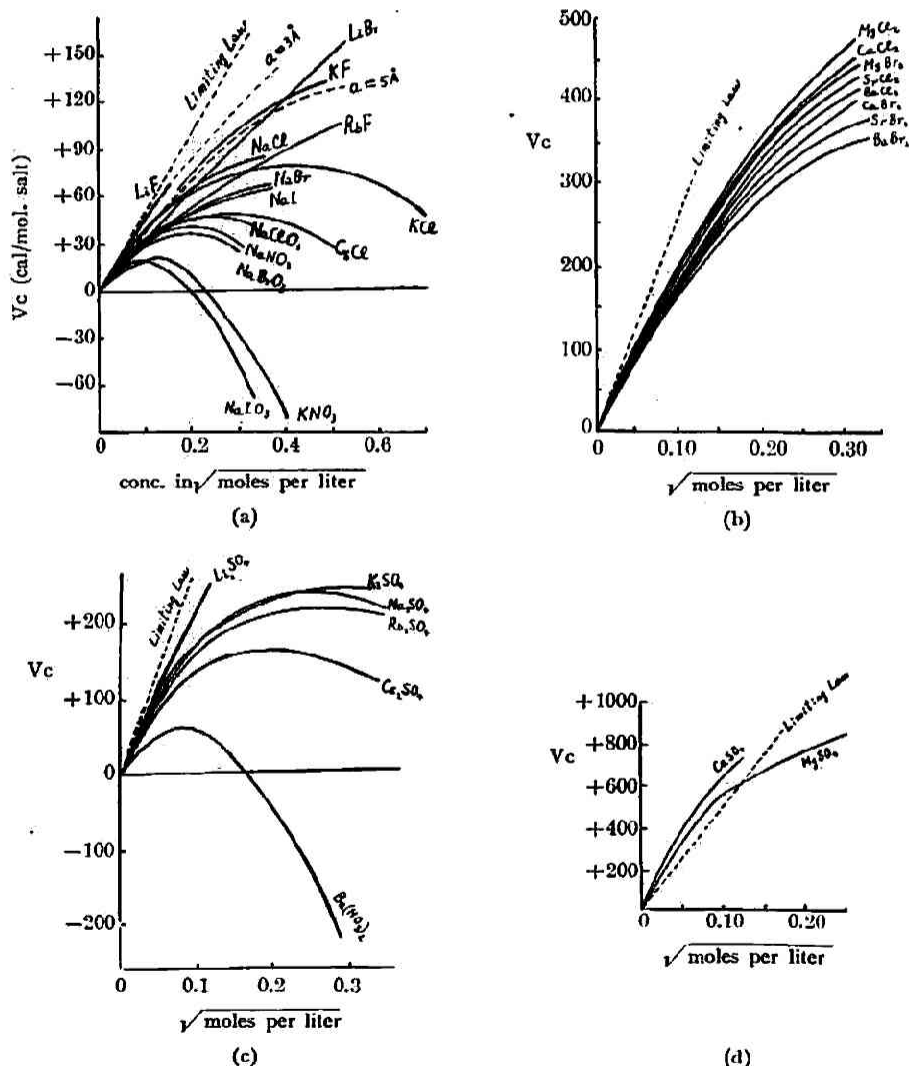 +150
+120
+90
+60
+30
0
−30
−60
Vc (cal/mol. salt)
Limiting Law
a=3Å
LiBr
KF
a=5Å
RbF
NaCl
LiF
NaBr
NaI
KCl
NaClO₄
CsCl
NaNO₃
NaBrO₃
NaIO₃
KNO₃
0 0.2 0.4 0.6
conc. in √moles per liter
(a)
500
400
300
200
100
0
Vc
Limiting Law
MgCl₂
CaCl₂
MgBr₂
SrCl₂
BaCl₂
CaBr₂
SrBr₂
BaBr₂
0 0.10 0.20 0.30
√moles per liter
(b)
+200
+100
0
−100
−200
Vc
Limiting Law
Li₂SO₄
K₂SO₄
Na₂SO₄
Rb₂SO₄
Cs₂SO₄
Ba(NO₃)₂
0 0.1 0.2 0.3
√moles per liter
(c)
+1000
+800
+600
+400
+200
Vc
CaSO₄
Limiting Law
MgSO₄
0 0.10 0.20
√moles per liter
(d)